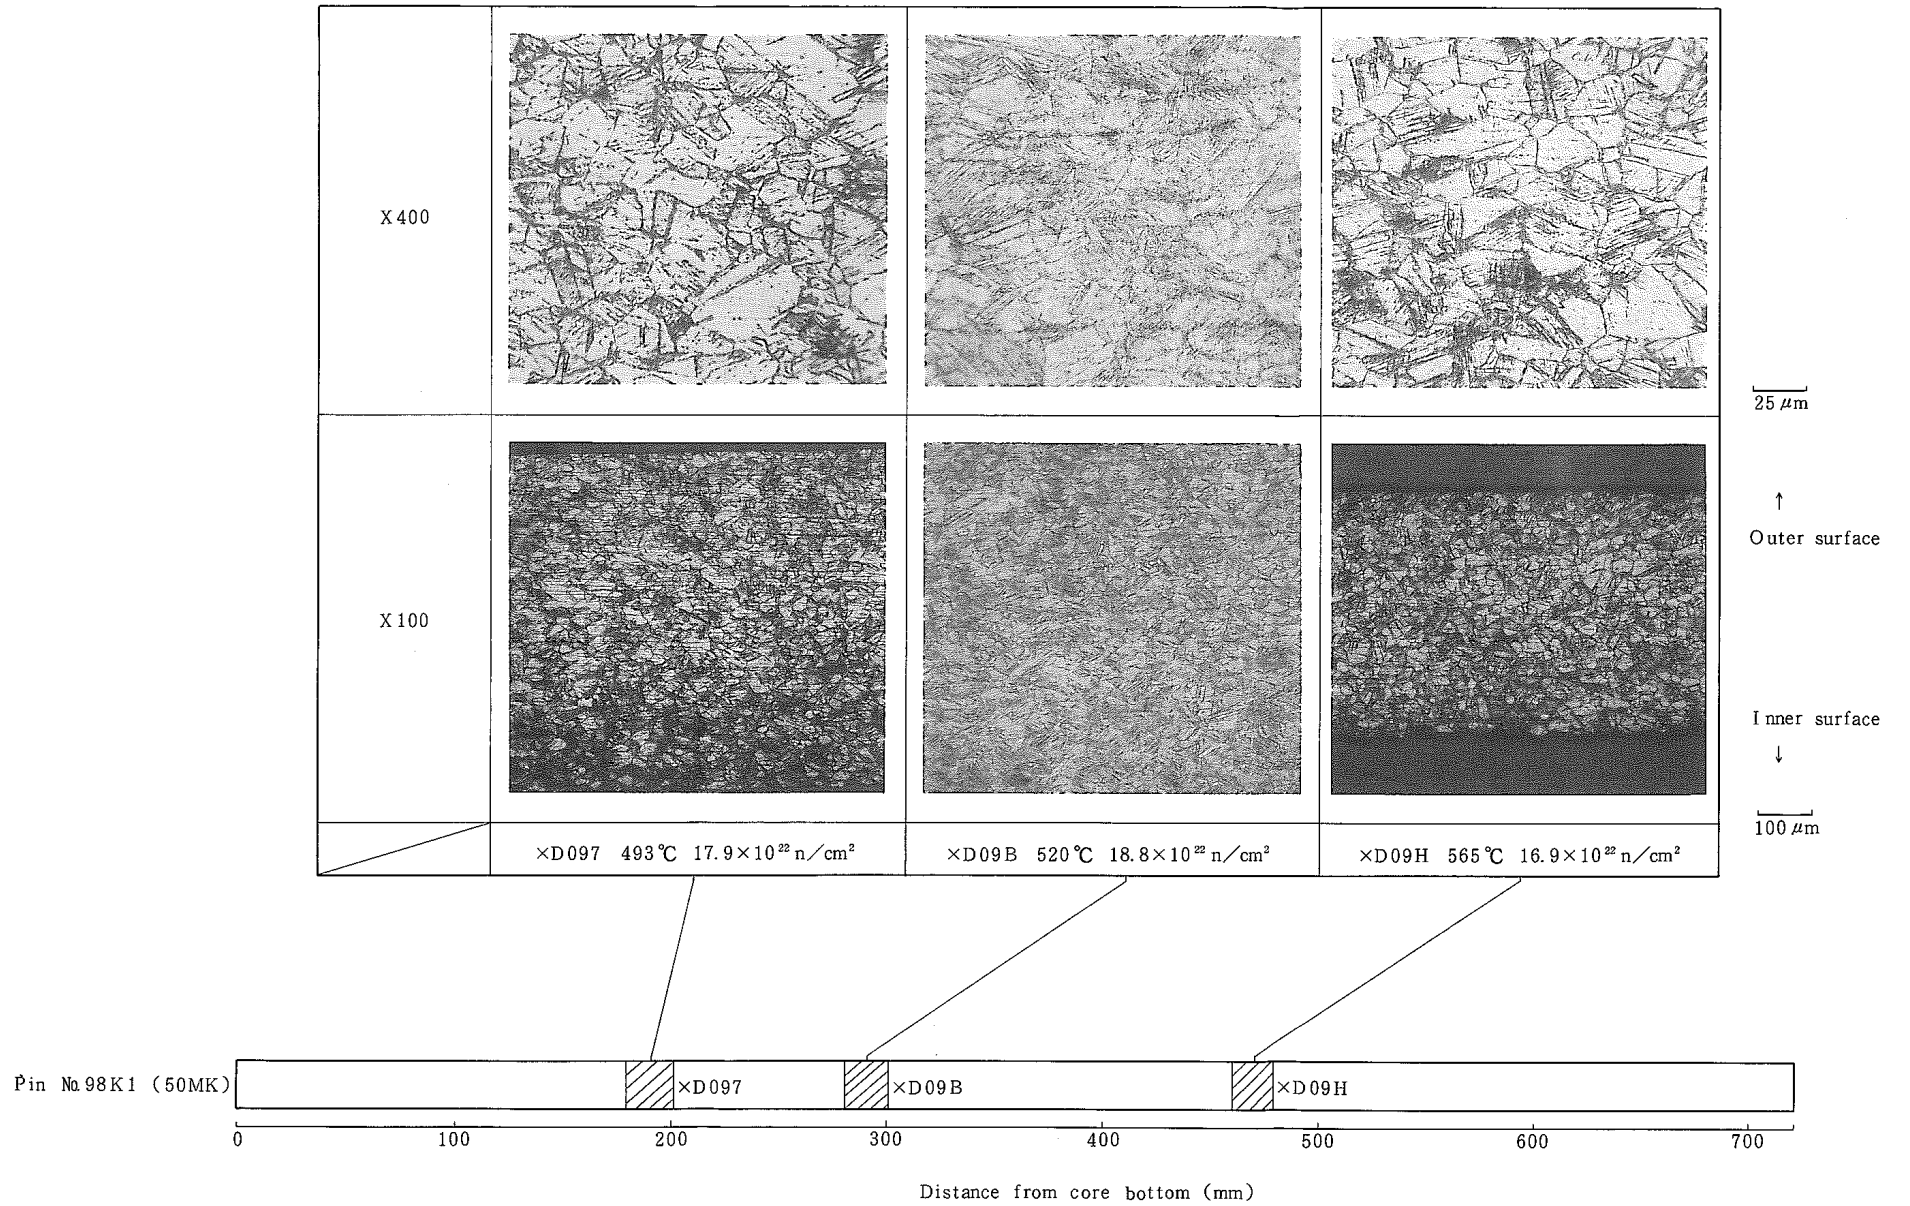 X400
25 μm
↑
Outer surface
X100
Inner surface
↓
100 μm
×D097 493℃ 17.9×10²² n/cm²
×D09B 520℃ 18.8×10²² n/cm²
×D09H 565℃ 16.9×10²² n/cm²
Pin №98K1 (50MK)
×D097
×D09B
×D09H
0 100 200 300 400 500 600 700
Distance from core bottom (mm)